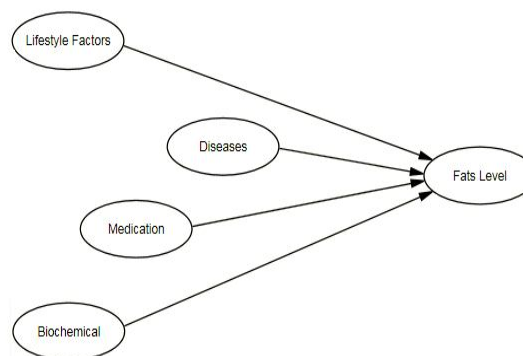 Lifestyle Factors
Diseases
Fats Level
Medication
Biochemical